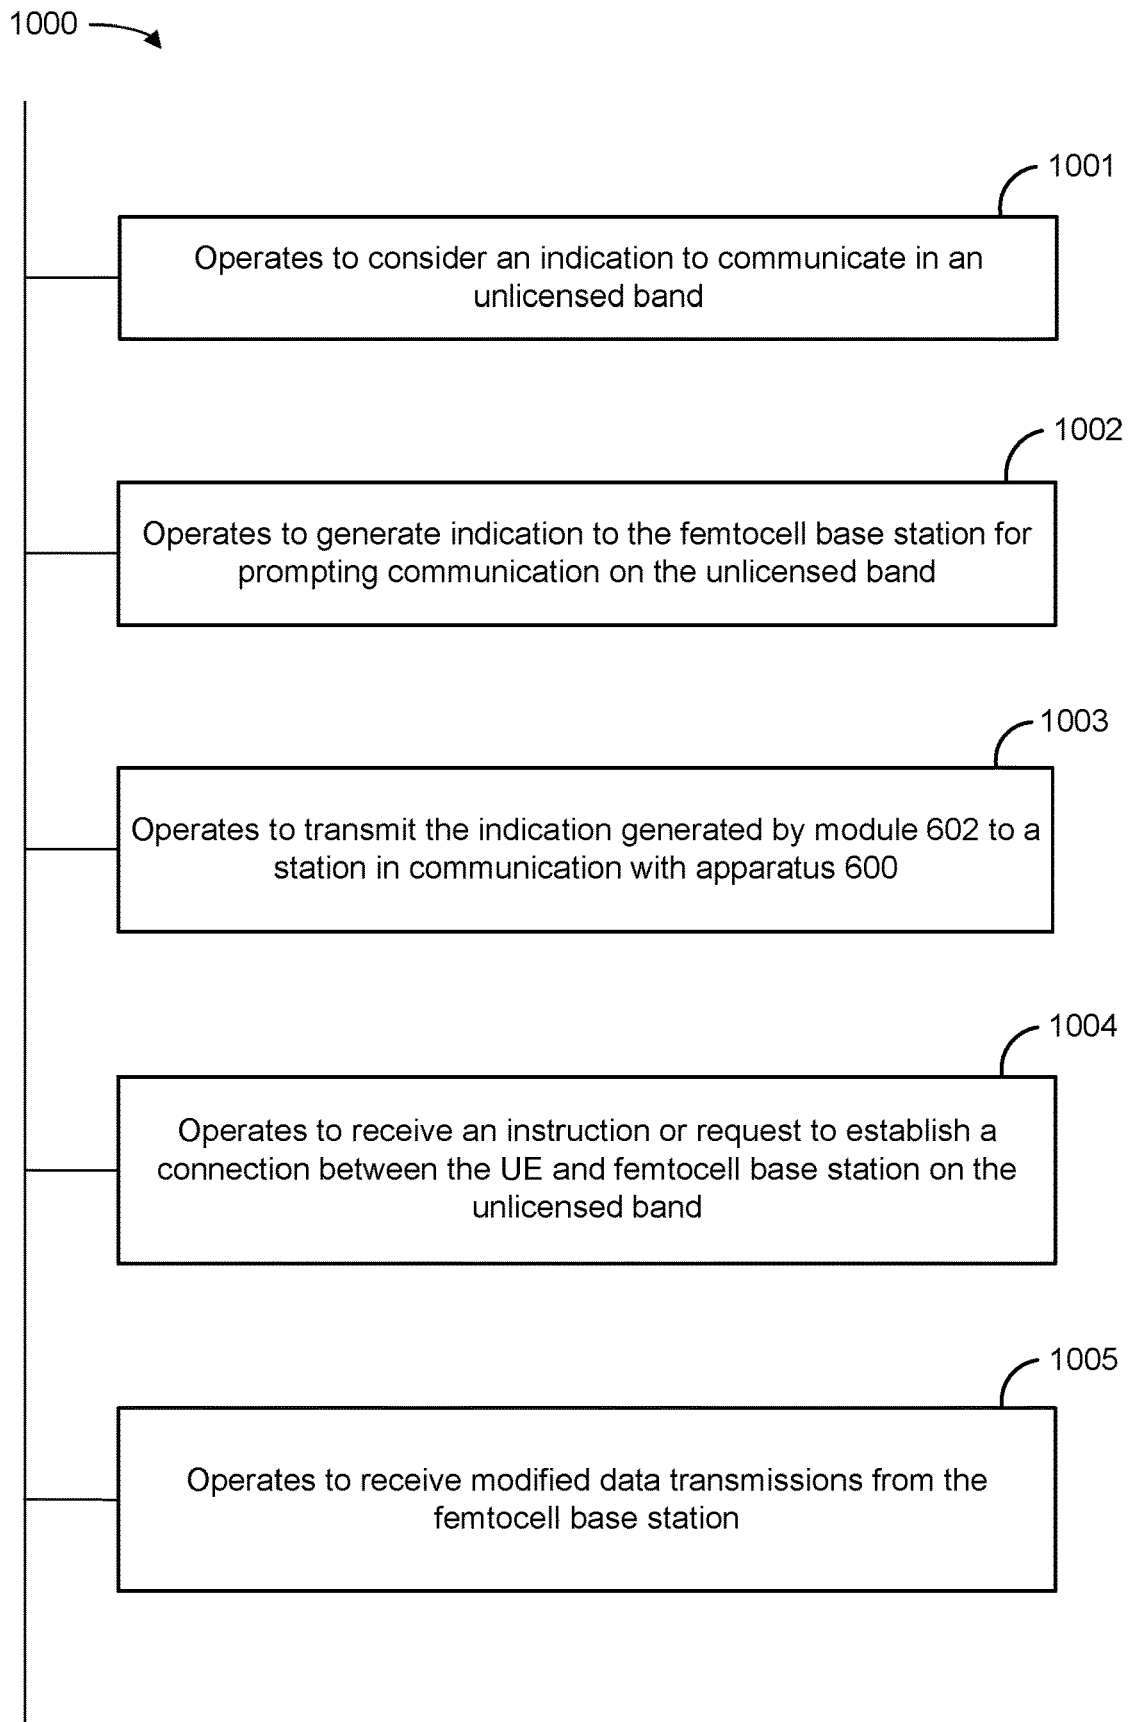 1000
1001
Operates to consider an indication to communicate in an
unlicensed band
1002
Operates to generate indication to the femtocell base station for
prompting communication on the unlicensed band
1003
Operates to transmit the indication generated by module 602 to a
station in communication with apparatus 600
1004
Operates to receive an instruction or request to establish a
connection between the UE and femtocell base station on the
unlicensed band
1005
Operates to receive modified data transmissions from the
femtocell base station